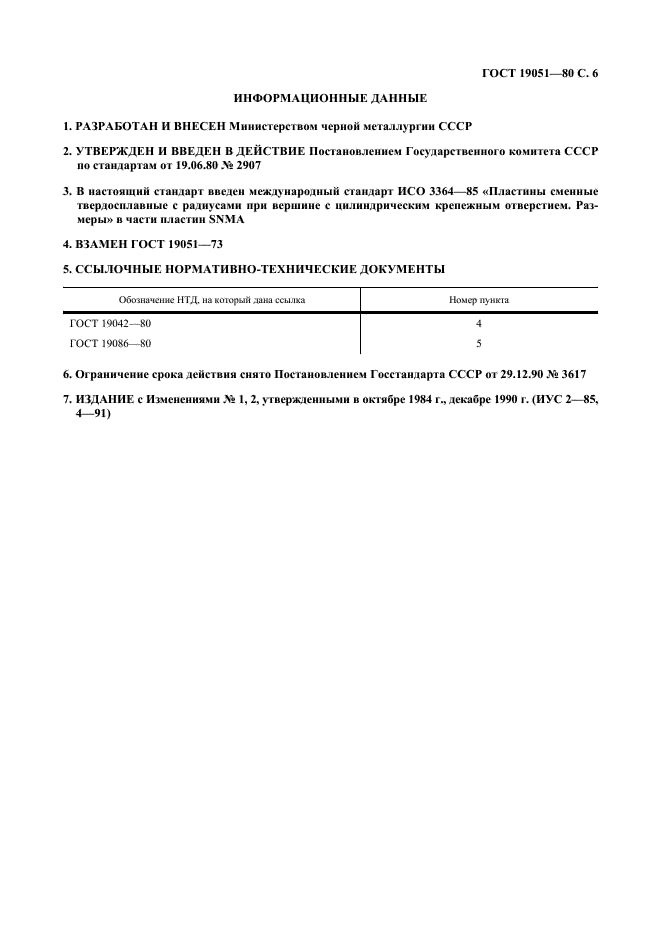 ГОСТ 19051—80 С. 6
ИНФОРМАЦИОННЫЕ ДАННЫЕ
1. РАЗРАБОТАН И ВНЕСЕН Министерством черной металлургии СССР
2. УТВЕРЖДЕН И ВВЕДЕН В ДЕЙСТВИЕ Постановлением Государственного комитета СССР
по стандартам от 19.06.80 № 2907
3. В настоящий стандарт введен международный стандарт ИСО 3364—85 «Пластины сменные
твердосплавные с радиусами при вершине с цилиндрическим крепежным отверстием. Раз-
меры» в части пластин SNMA
4. ВЗАМЕН ГОСТ 19051—73
5. ССЫЛОЧНЫЕ НОРМАТИВНО-ТЕХНИЧЕСКИЕ ДОКУМЕНТЫ
Обозначение НТД, на который дана ссылка Номер пункта
ГОСТ 19042—80 4
ГОСТ 19086—80 5
6. Ограничение срока действия снято Постановлением Госстандарта СССР от 29.12.90 № 3617
7. ИЗДАНИЕ с Изменениями № 1, 2, утвержденными в октябре 1984 г., декабре 1990 г. (ИУС 2—85,
4—91)